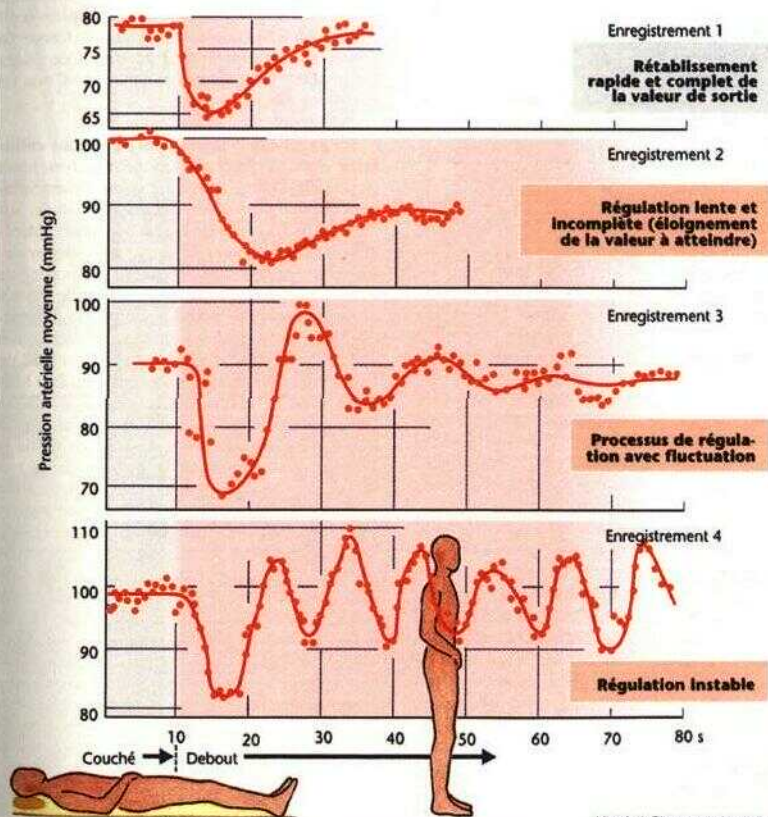 Pression artérielle moyenne (mmHg)
80
75
70
65
Enregistrement 1
Rétablissement
rapide et complet de
la valeur de sortie
100
90
80
Enregistrement 2
Régulation lente et
incomplète (éloignement
de la valeur à atteindre)
100
90
80
70
Enregistrement 3
Processus de régula-
tion avec fluctuation
110
100
90
80
Enregistrement 4
Régulation instable
10 20 30 40 50 60 70 80 s
Couché Debout